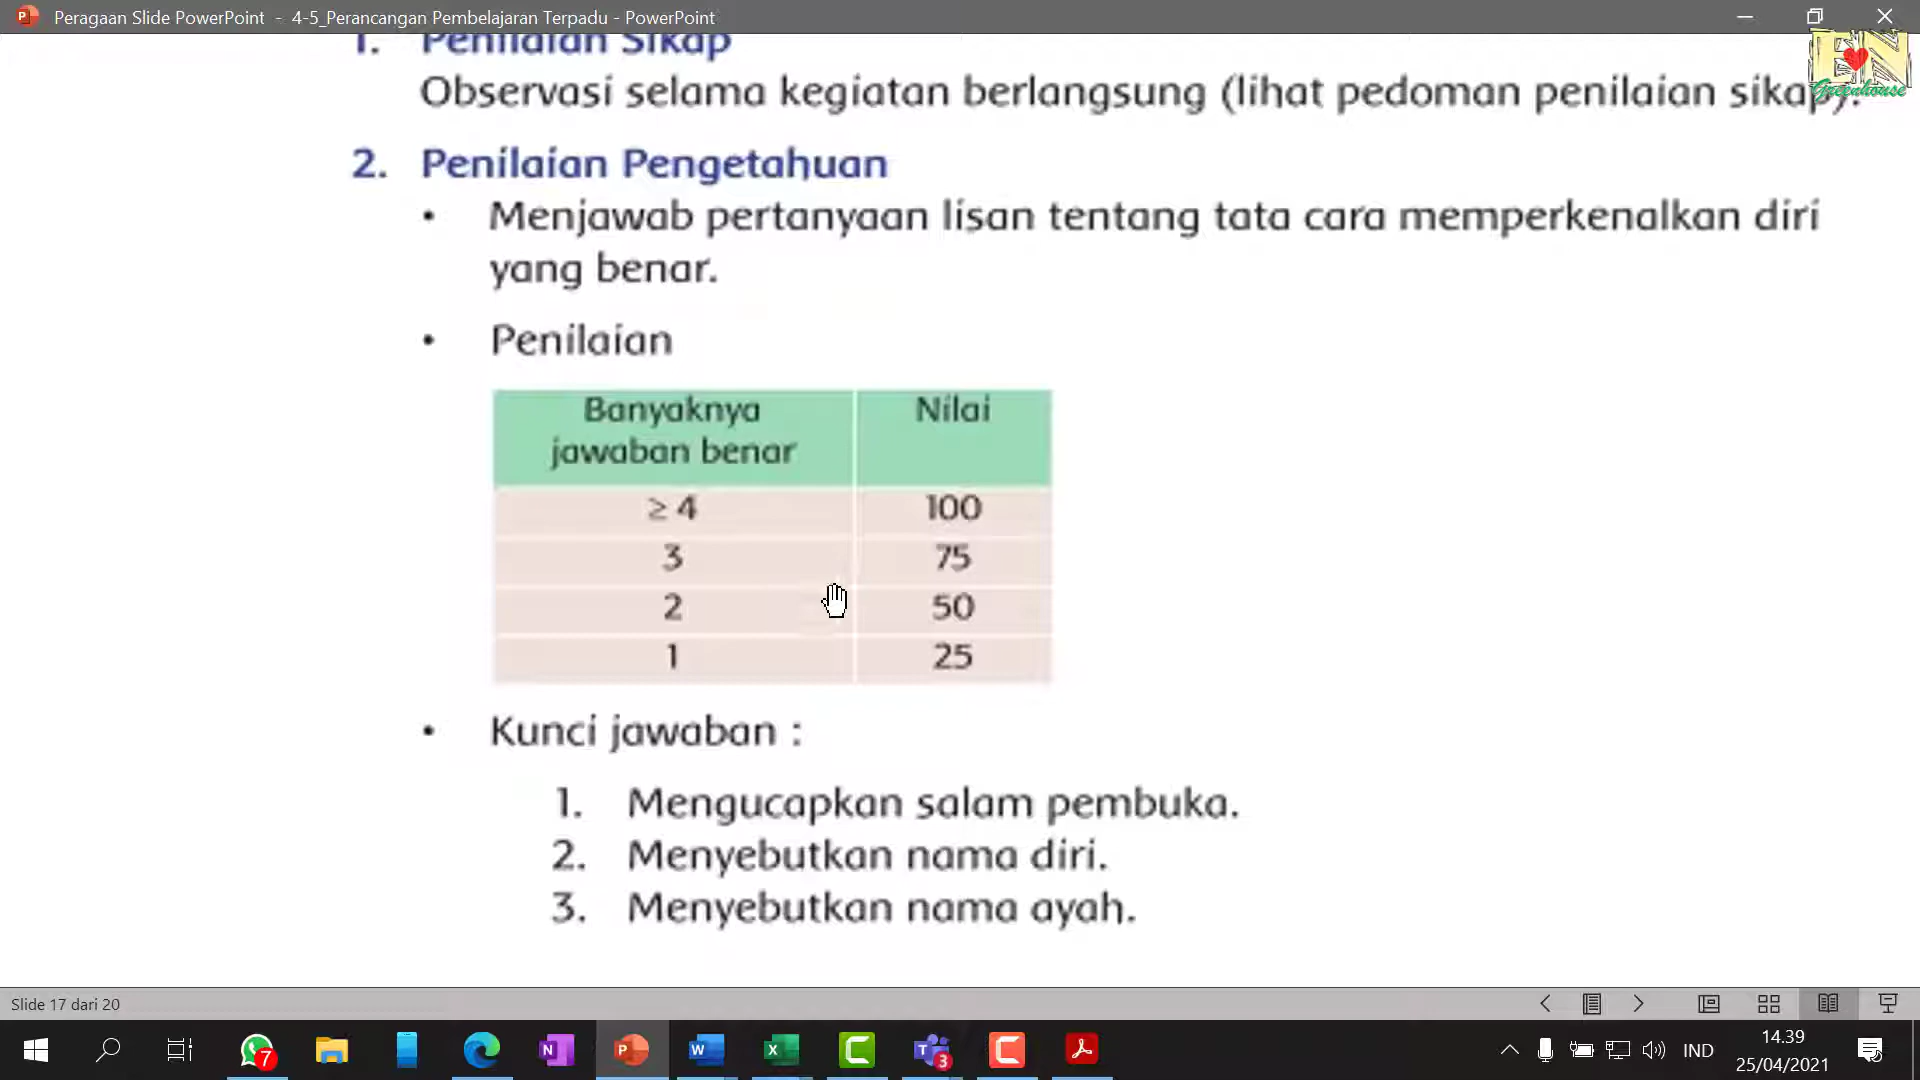 Peragaan Slide PowerPoint - 4-5_Perancangan Pembelajaran Terpadu - PowerPoint
EN
Greenhouse
1. Penilaian Sikap
Observasi selama kegiatan berlangsung (lihat pedoman penilaian sikap).
2. Penilaian Pengetahuan
• Menjawab pertanyaan lisan tentang tata cara memperkenalkan diri
yang benar.
• Penilaian
Banyaknya
jawaban benar
Nilai
≥ 4 100
3 75
2 50
1 25
• Kunci jawaban :
1. Mengucapkan salam pembuka.
2. Menyebutkan nama diri.
3. Menyebutkan nama ayah.
Slide 17 dari 20
7
N
P
W
X
C
T
3
C
IND
14.39
25/04/2021